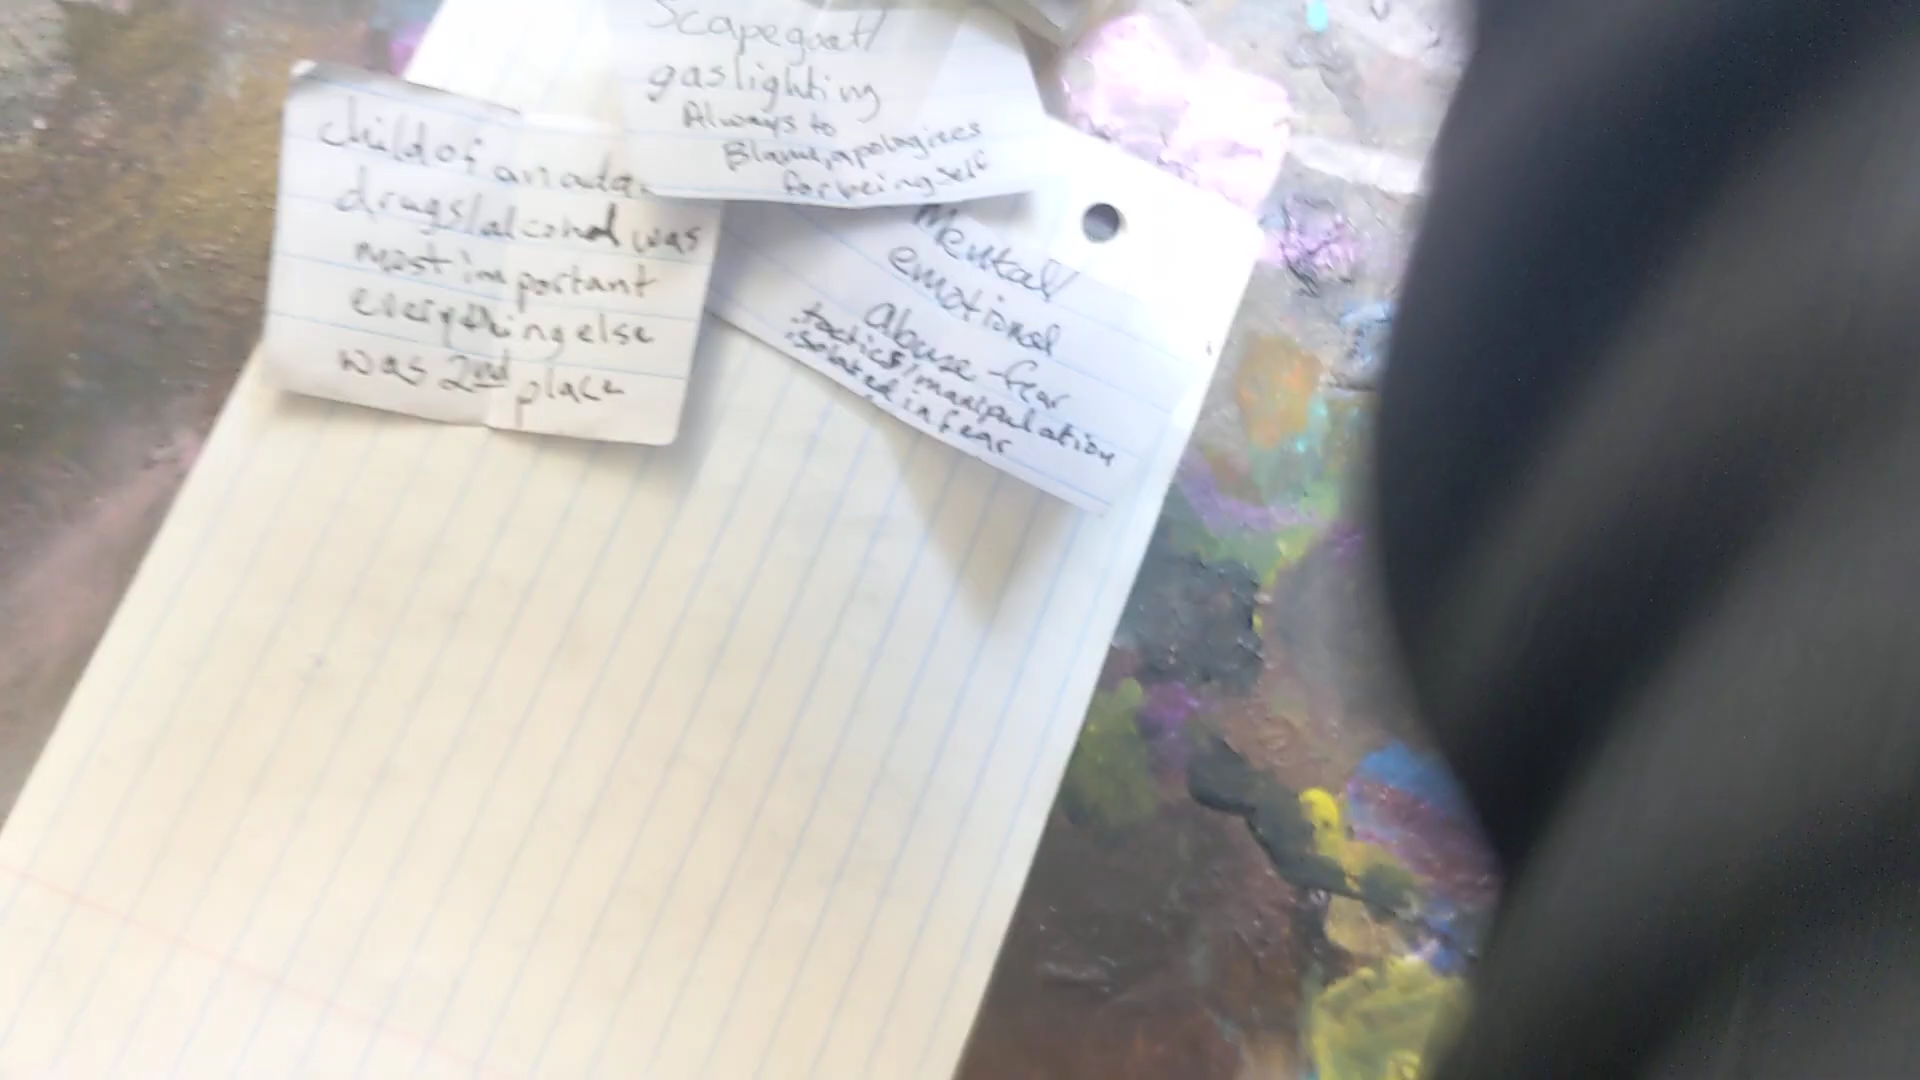 Scapegoat/
gaslighting
Always to
Blame, apologizes
for being self
child of an
drugs/alcohol was
most important
everything else
was 2nd place
Mental/
emotional
abuse-fear
tactics/manipulation
isolated in fear